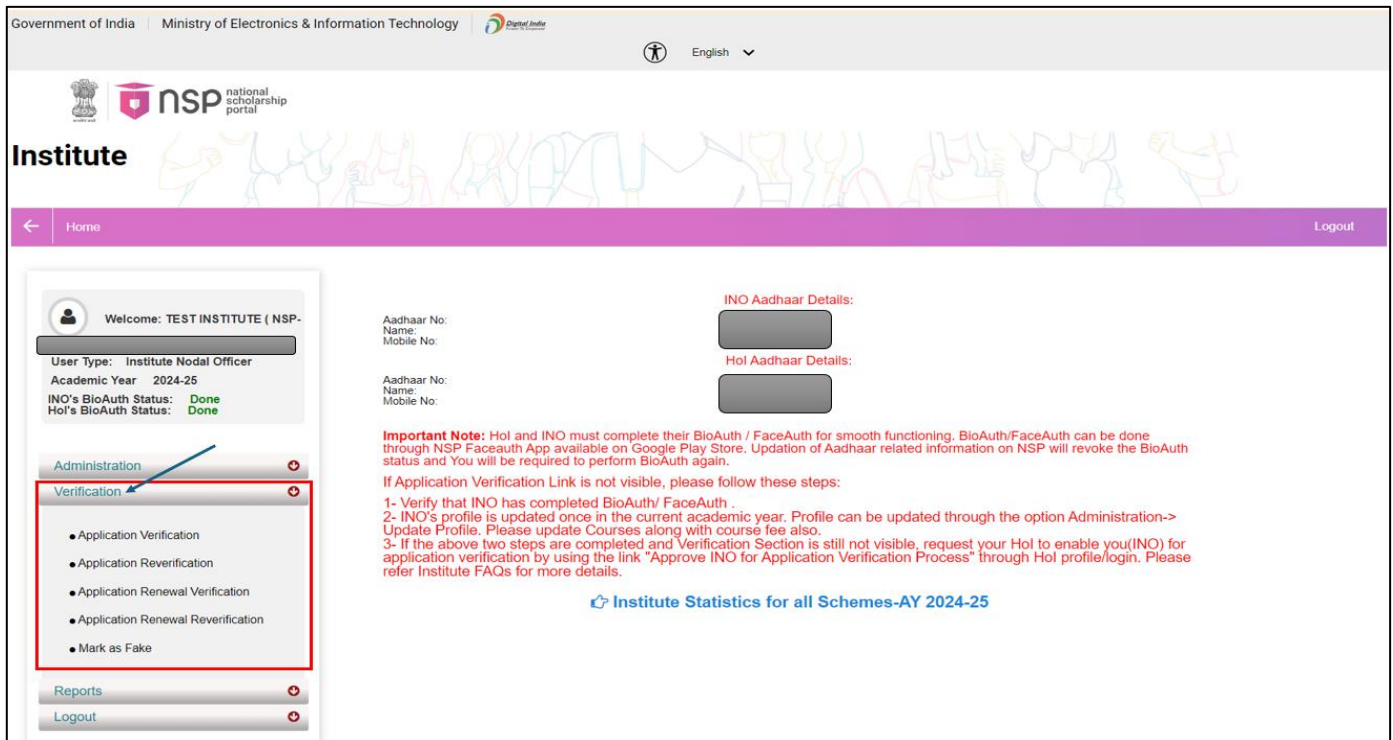 Government of India Ministry of Electronics & Information Technology Digital India
English
nsp national scholarship portal
Institute
Home Logout
Welcome: TEST INSTITUTE ( NSP-
User Type: Institute Nodal Officer
Academic Year 2024-25
INO's BioAuth Status: Done
HoI's BioAuth Status: Done
Administration
Verification
Application Verification
Application Reverification
Application Renewal Verification
Application Renewal Reverification
Mark as Fake
Reports
Logout
INO Aadhaar Details:
Aadhaar No:
Name:
Mobile No:
HoI Aadhaar Details:
Aadhaar No:
Name:
Mobile No:
Important Note: HoI and INO must complete their BioAuth / FaceAuth for smooth functioning. BioAuth/FaceAuth can be done
through NSP Faceauth App available on Google Play Store. Updation of Aadhaar related information on NSP will revoke the BioAuth
status and You will be required to perform BioAuth again.
If Application Verification Link is not visible, please follow these steps:
1- Verify that INO has completed BioAuth/ FaceAuth .
2- INO's profile is updated once in the current academic year. Profile can be updated through the option Administration->
Update Profile. Please update Courses along with course fee also.
3- If the above two steps are completed and Verification Section is still not visible, request your HoI to enable you(INO) for
application verification by using the link "Approve INO for Application Verification Process" through HoI profile/login. Please
refer Institute FAQs for more details.
Institute Statistics for all Schemes-AY 2024-25